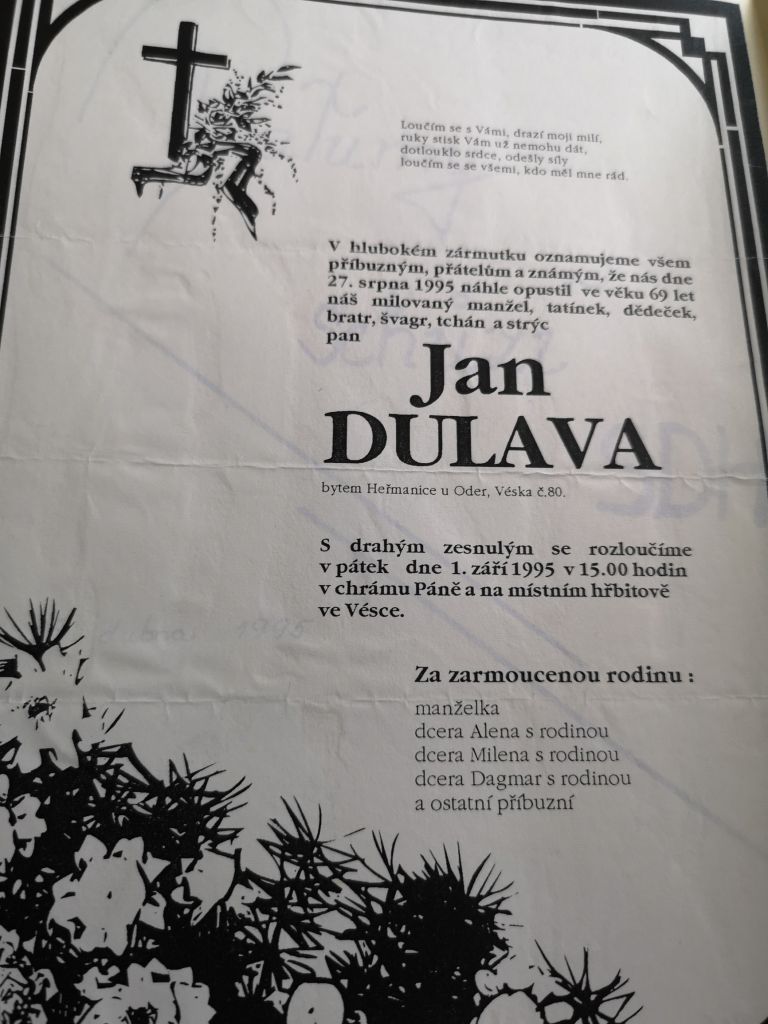 Loučím se s Vámi, drazí moji milí,
ruky stisk Vám už nemohu dát,
dotlouklo srdce, odešly síly
loučím se se všemi, kdo měl mne rád.
V hlubokém zármutku oznamujeme všem
příbuzným, přátelům a známým, že nás dne
27. srpna 1995 náhle opustil ve věku 69 let
náš milovaný manžel, tatínek, dědeček,
bratr, švagr, tchán a strýc
pan
Jan
DULAVA
bytem Heřmanice u Oder, Véska č.80.
S drahým zesnulým se rozloučíme
v pátek dne 1. září 1995 v 15.00 hodin
v chrámu Páně a na místním hřbitově
ve Vésce.
Za zarmoucenou rodinu :
manželka
dcera Alena s rodinou
dcera Milena s rodinou
dcera Dagmar s rodinou
a ostatní příbuzní